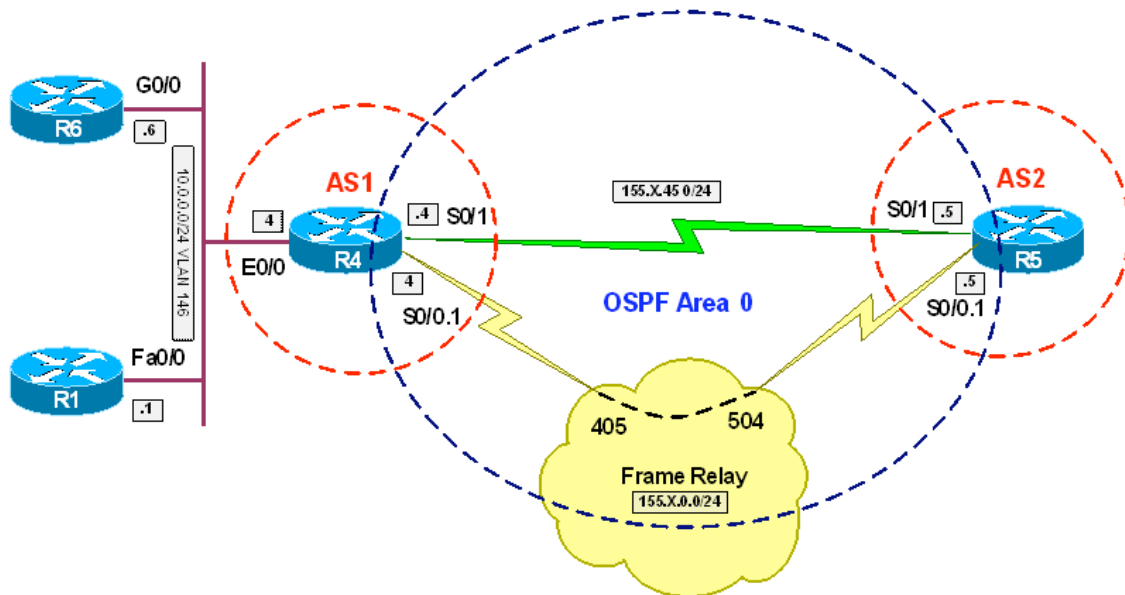 G0/0
R6
.6
10.0.0.0/24 VLAN 146
AS1
4
.4
S0/1
R4
E0/0
4
S0/0.1
Fa0/0
R1
.1
155.X.45 0/24
AS2
S0/1
.5
R5
.5
S0/0.1
OSPF Area 0
405
504
Frame Relay
155.X.0.0/24